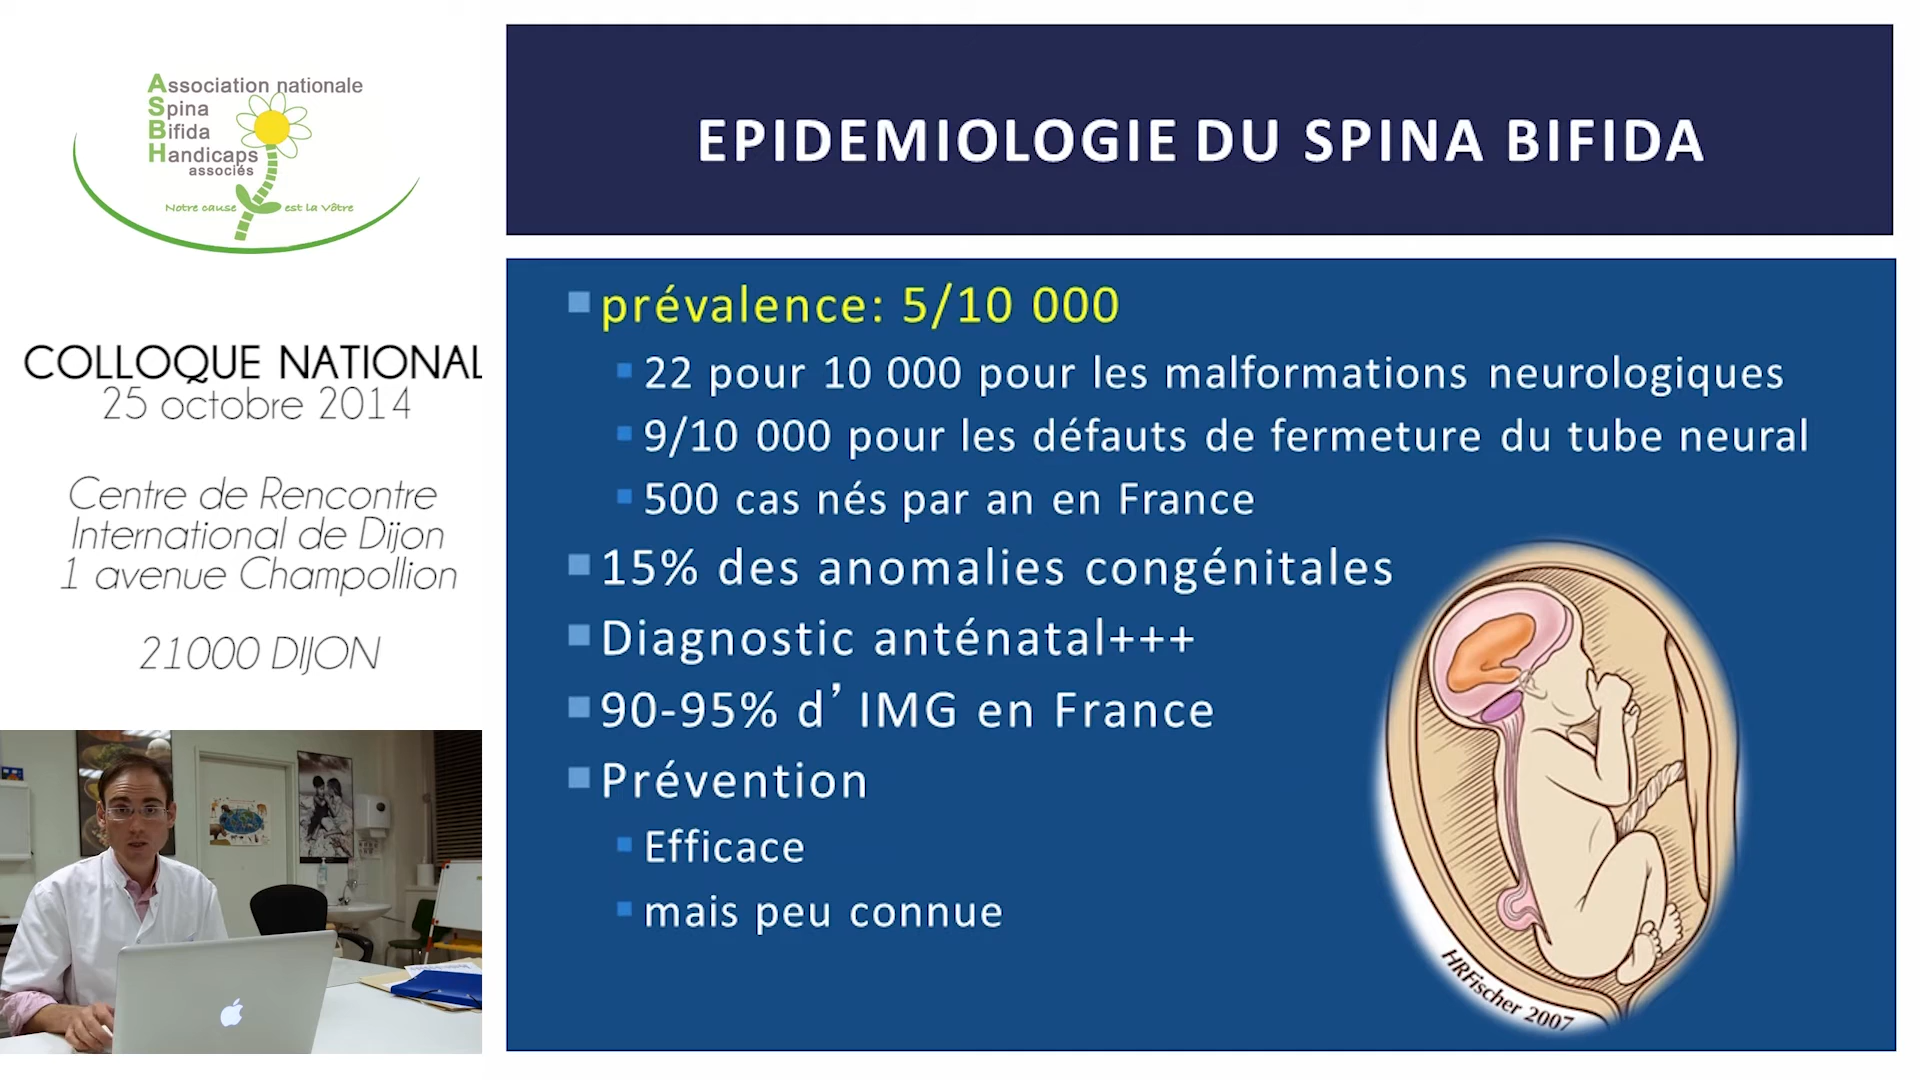 Association nationale
Spina
Bifida
Handicaps
associés
Notre cause est la Vôtre
COLLOQUE NATIONAL
25 octobre 2014
Centre de Rencontre
International de Dijon
1 avenue Champollion
21000 DIJON
EPIDEMIOLOGIE DU SPINA BIFIDA
prévalence: 5/10 000
22 pour 10 000 pour les malformations neurologiques
9/10 000 pour les défauts de fermeture du tube neural
500 cas nés par an en France
15% des anomalies congénitales
Diagnostic anténatal+++
90-95% d’ IMG en France
Prévention
Efficace
mais peu connue
HRFischer 2007